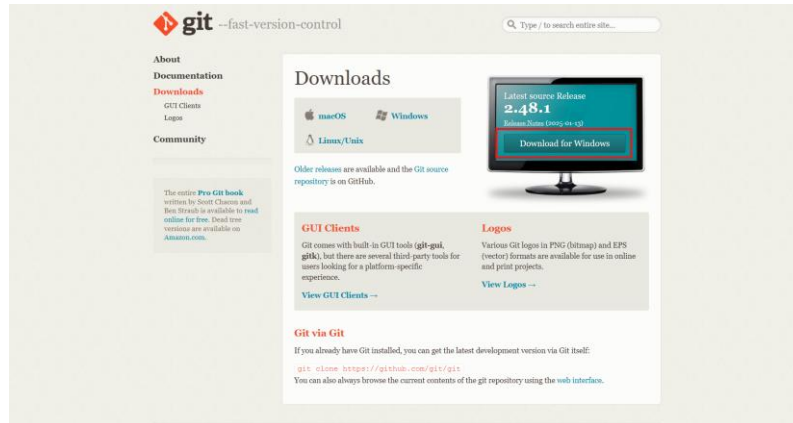 git --fast-version-control
Type / to search entire site...
About
Documentation
Downloads
GUI Clients
Logos
Community
The entire Pro Git book
written by Scott Chacon and
Ben Straub is available to read
online for free. Dead tree
versions are available on
Amazon.com.
Downloads
macOS
Windows
Linux/Unix
Older releases are available and the Git source
repository is on GitHub.
Latest source Release
2.48.1
Release Notes (2025-01-13)
Download for Windows
GUI Clients
Git comes with built-in GUI tools (git-gui,
gitk), but there are several third-party tools for
users looking for a platform-specific
experience.
View GUI Clients →
Logos
Various Git logos in PNG (bitmap) and EPS
(vector) formats are available for use in online
and print projects.
View Logos →
Git via Git
If you already have Git installed, you can get the latest development version via Git itself:
git clone https://github.com/git/git
You can also always browse the current contents of the git repository using the web interface.